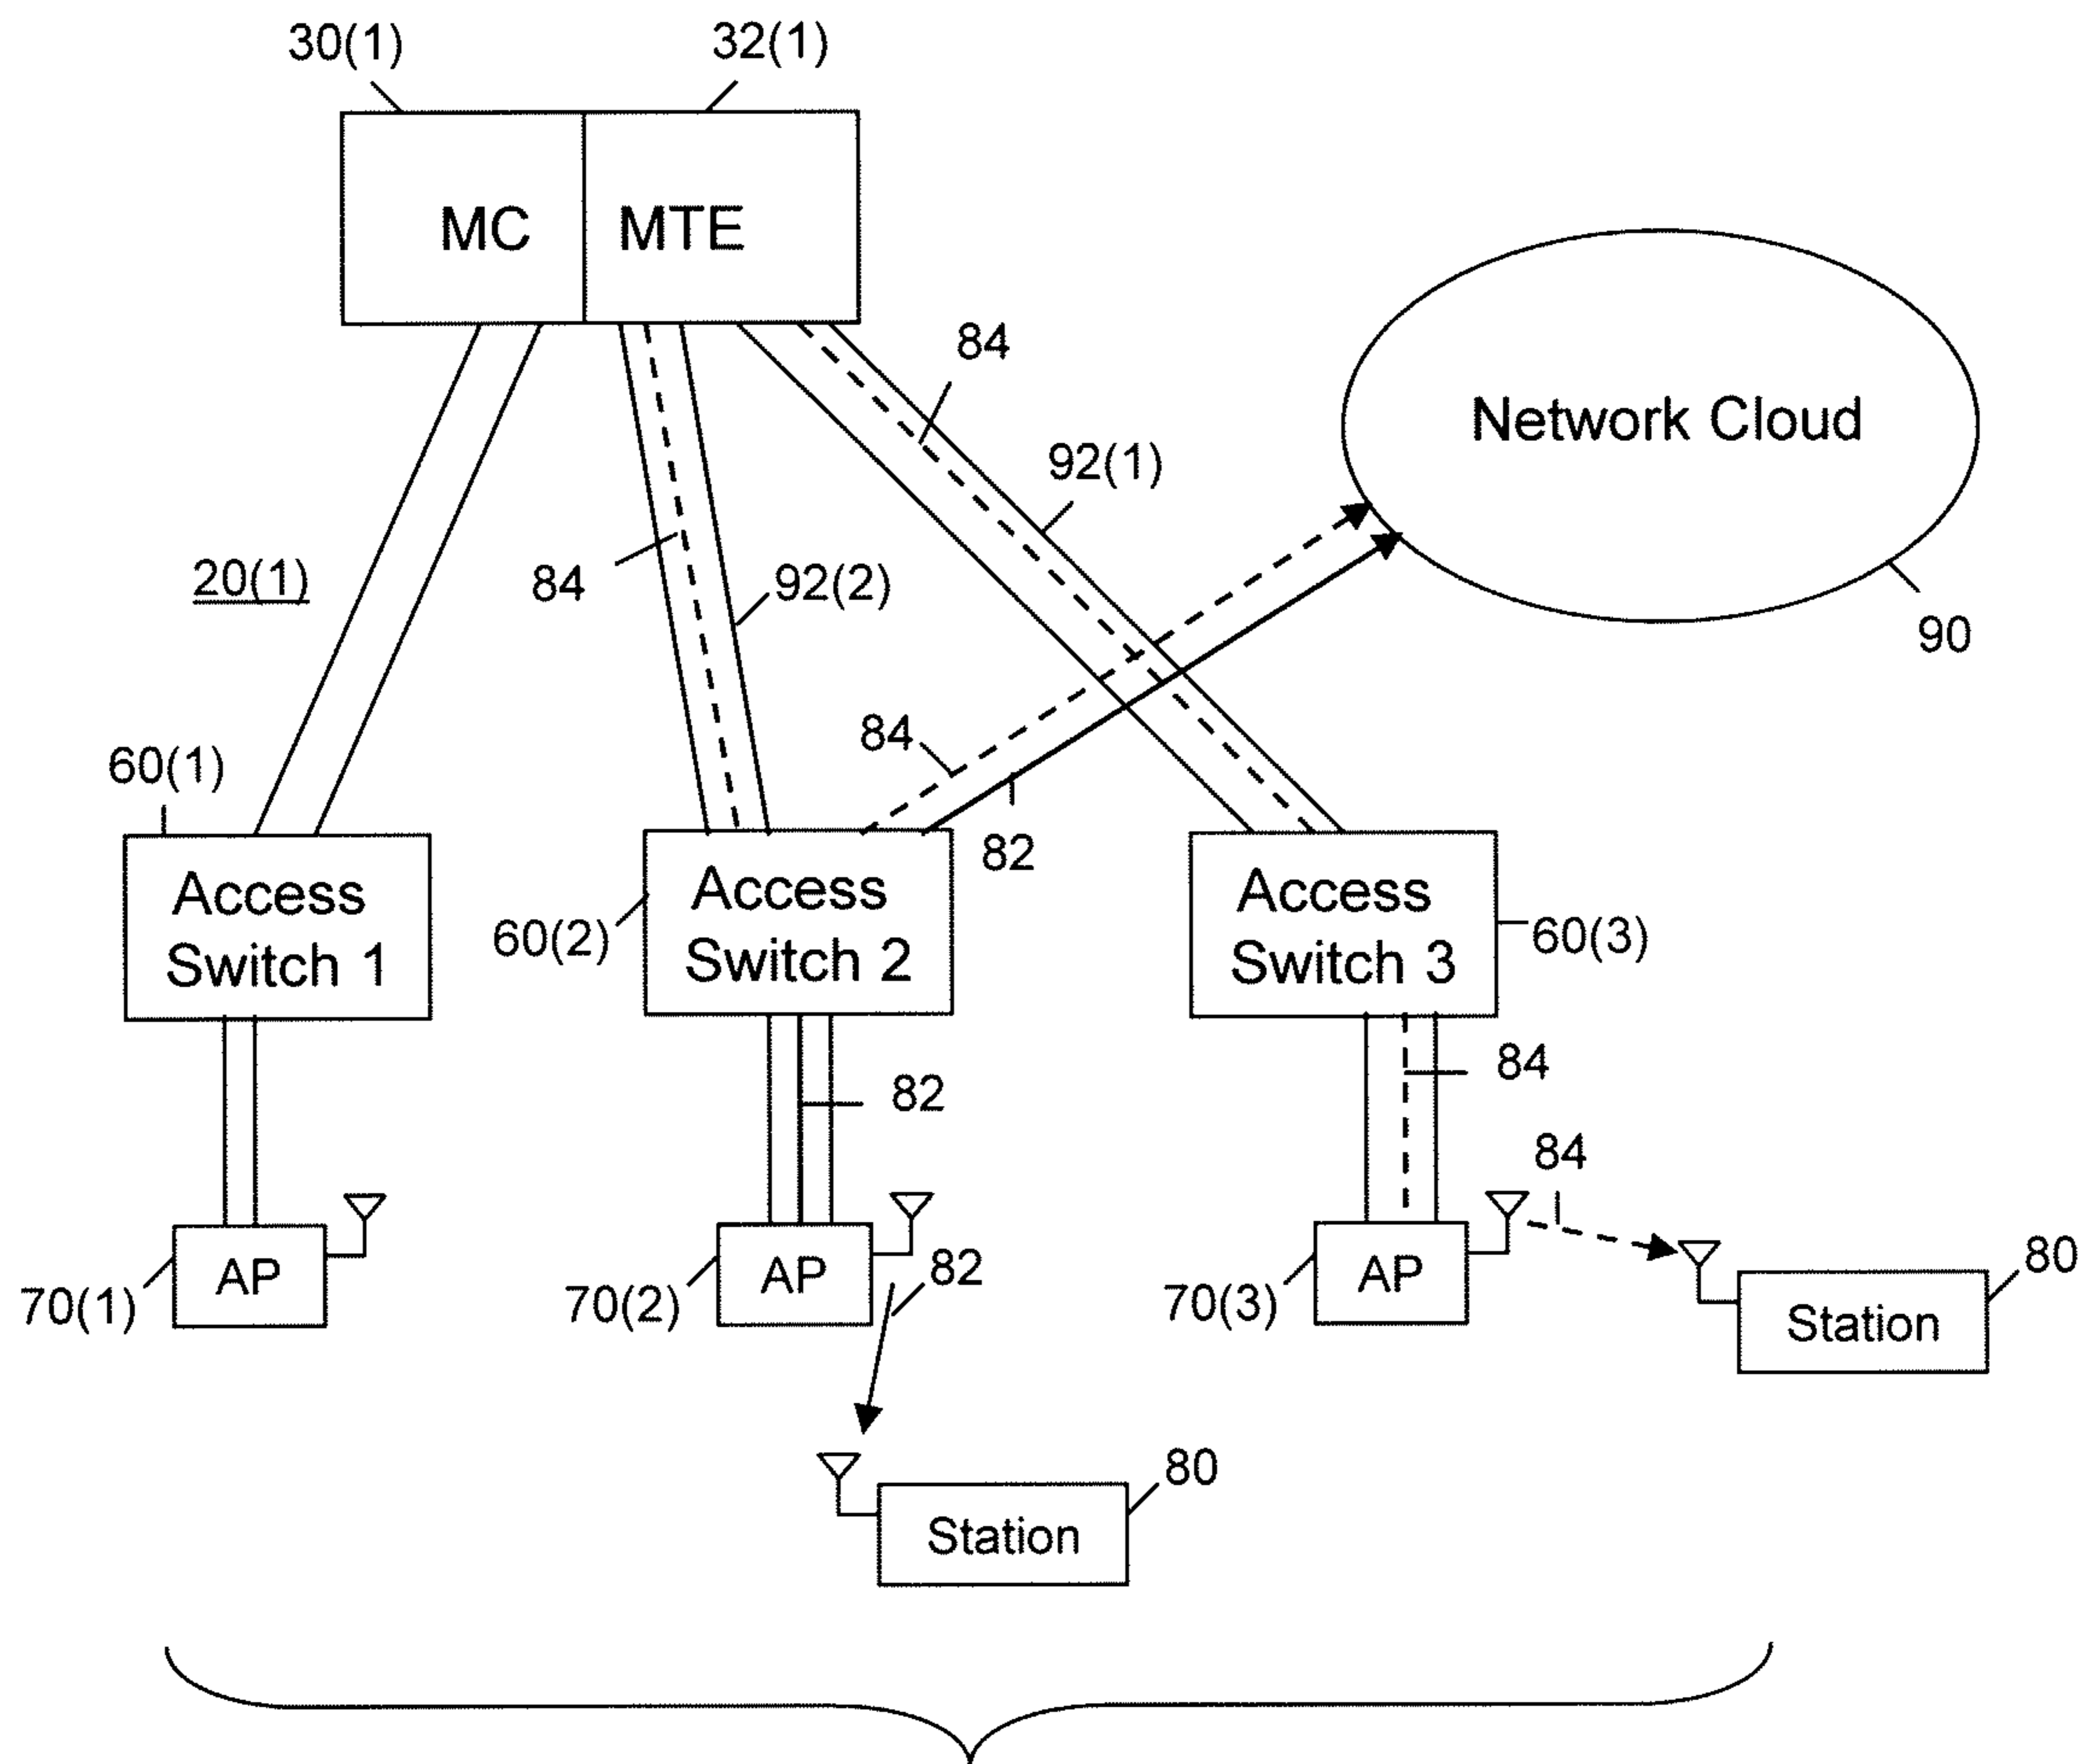 30(1)
32(1)
MC
MTE
84
Network Cloud
92(1)
20(1)
84
92(2)
90
84
60(1)
82
Access
Switch 1
60(2)
Access
Switch 2
Access
Switch 3
60(3)
82
84
84
70(1)
AP
70(2)
AP
82
70(3)
AP
80
Station
80
Station